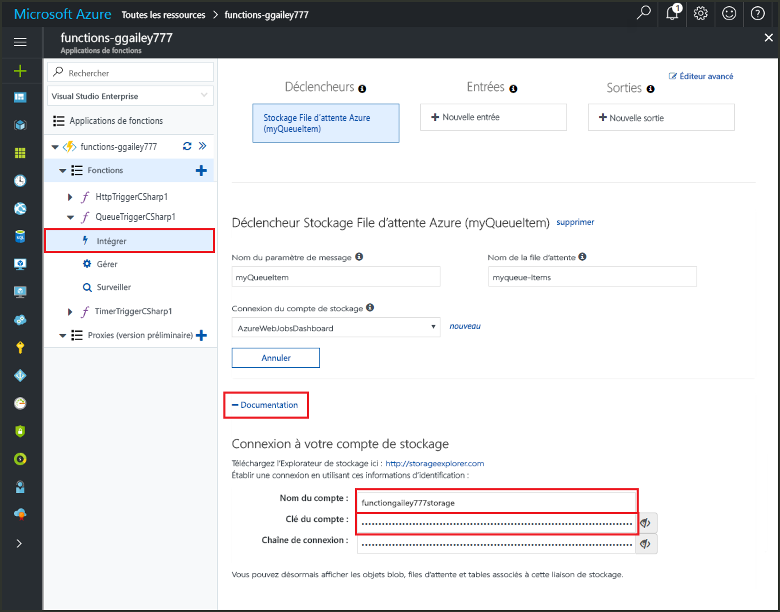 Microsoft Azure Toutes les ressources > functions-ggailey777
1
functions-ggailey777
Applications de fonctions
Rechercher
Visual Studio Enterprise
Applications de fonctions
functions-ggailey777
Fonctions
HttpTriggerCSharp1
QueueTriggerCSharp1
Intégrer
Gérer
Surveiller
TimerTriggerCSharp1
Proxies (version préliminaire)
Éditeur avancé
Déclencheurs
Entrées
Sorties
Stockage File d'attente Azure
(myQueueItem)
Nouvelle entrée
Nouvelle sortie
Déclencheur Stockage File d'attente Azure (myQueueItem) supprimer
Nom du paramètre de message
Nom de la file d'attente
myQueueItem
myqueue-Items
Connexion du compte de stockage
AzureWebJobsDashboard
nouveau
Annuler
Documentation
Connexion à votre compte de stockage
Téléchargez l'Explorateur de stockage ici : http://storageexplorer.com
Établir une connexion en utilisant ces informations d'identification :
Nom du compte : functiongailey777storage
Clé du compte :
Chaîne de connexion :
Vous pouvez désormais afficher les objets blob, files d'attente et tables associés à cette liaison de stockage.